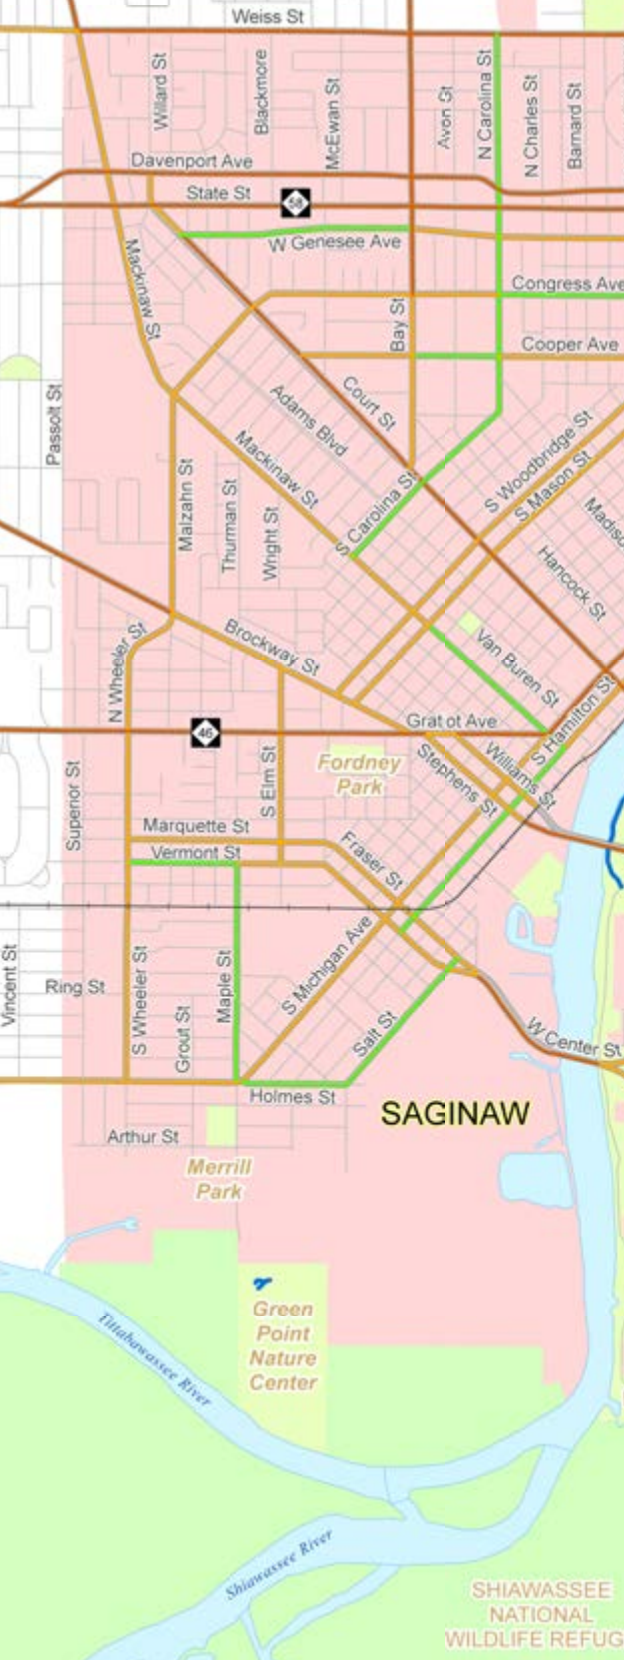 Weiss St
Willard St
Blackmore
McEwan St
Avon St
N Carolina St
N Charles St
Barnard St
Davenport Ave
State St
58
W Genesee Ave
Mackinaw St
Congress Ave
Bay St
Cooper Ave
Passolt St
Court St
Adams Blvd
Mackinaw St
S Woodbridge St
S Mason St
Malzahn St
Thurman St
Wright St
S Carolina St
Madiso
Hancock St
N Wheeler St
Brockway St
Van Buren St
46
Grat ot Ave
S Hamilton St
Williams St
Stephens St
Fordney
Park
Superior St
S Elm St
Marquette St
Vermont St
Fraser St
Vincent St
Ring St
S Wheeler St
Grout St
Maple St
S Michigan Ave
Salt St
W Center St
Holmes St
SAGINAW
Arthur St
Merrill
Park
Green
Point
Nature
Center
Tittabawassee River
Shiawassee River
SHIAWASSEE
NATIONAL
WILDLIFE REFUG